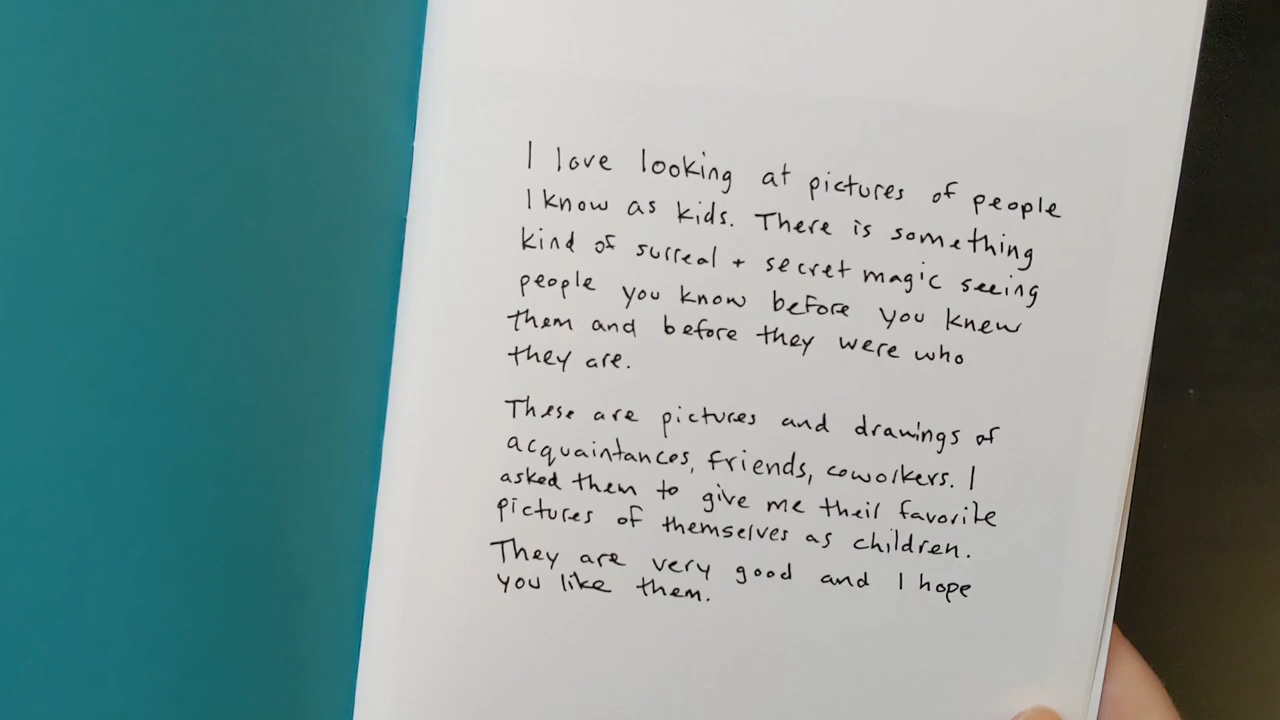 I love looking at pictures of people
I know as kids. There is something
kind of surreal + secret magic seeing
people you know before you knew
them and before they were who
they are.
These are pictures and drawings of
acquaintances, friends, coworkers. I
asked them to give me their favorite
pictures of themselves as children.
They are very good and I hope
you like them.